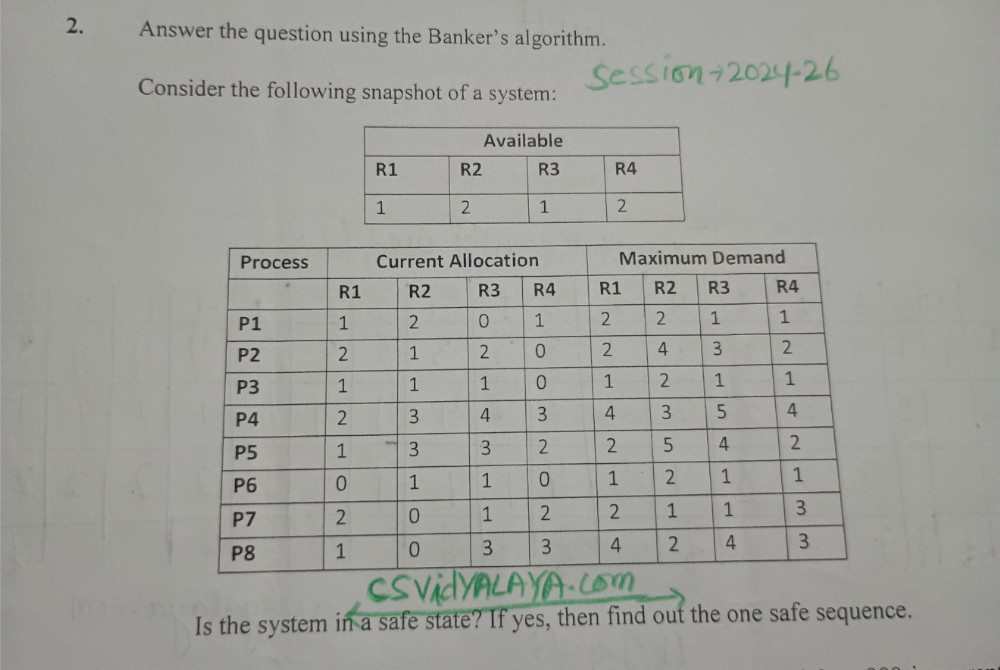 2. Answer the question using the Banker's algorithm.
Session→2024-26
Consider the following snapshot of a system:
Available
R1 R2 R3 R4
1 2 1 2
Process Current Allocation Maximum Demand
R1 R2 R3 R4 R1 R2 R3 R4
P1 1 2 0 1 2 2 1 1
P2 2 1 2 0 2 4 3 2
P3 1 1 1 0 1 2 1 1
P4 2 3 4 3 4 3 5 4
P5 1 3 3 2 2 5 4 2
P6 0 1 1 0 1 2 1 1
P7 2 0 1 2 2 1 1 3
P8 1 0 3 3 4 2 4 3
CSVidYALAYA.com
Is the system in a safe state? If yes, then find out the one safe sequence.